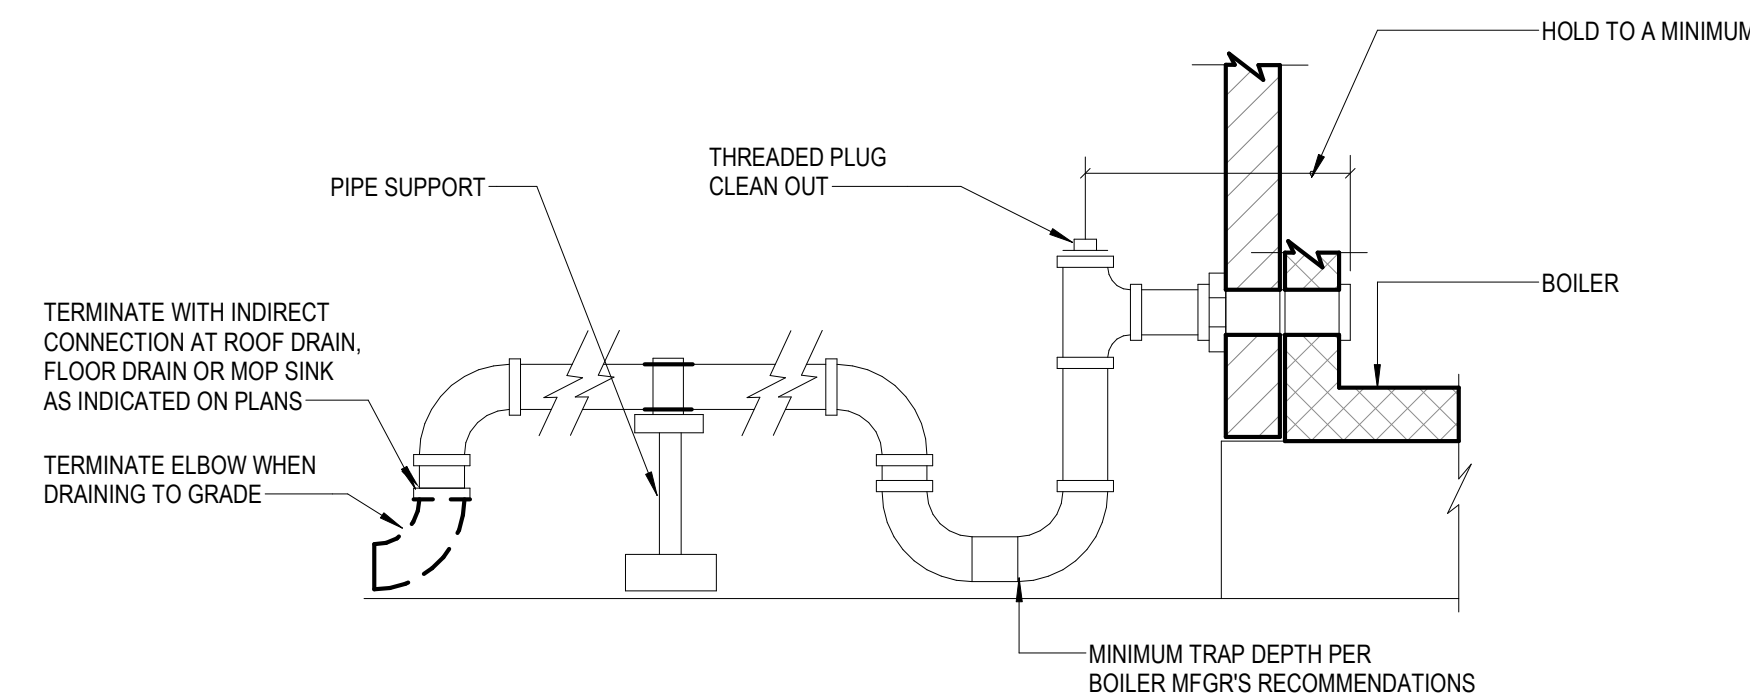 HOLD TO A MINIMUM
THREADED PLUG
CLEAN OUT
PIPE SUPPORT
BOILER
TERMINATE WITH INDIRECT
CONNECTION AT ROOF DRAIN,
FLOOR DRAIN OR MOP SINK
AS INDICATED ON PLANS
TERMINATE ELBOW WHEN
DRAINING TO GRADE
MINIMUM TRAP DEPTH PER
BOILER MFGR'S RECOMMENDATIONS